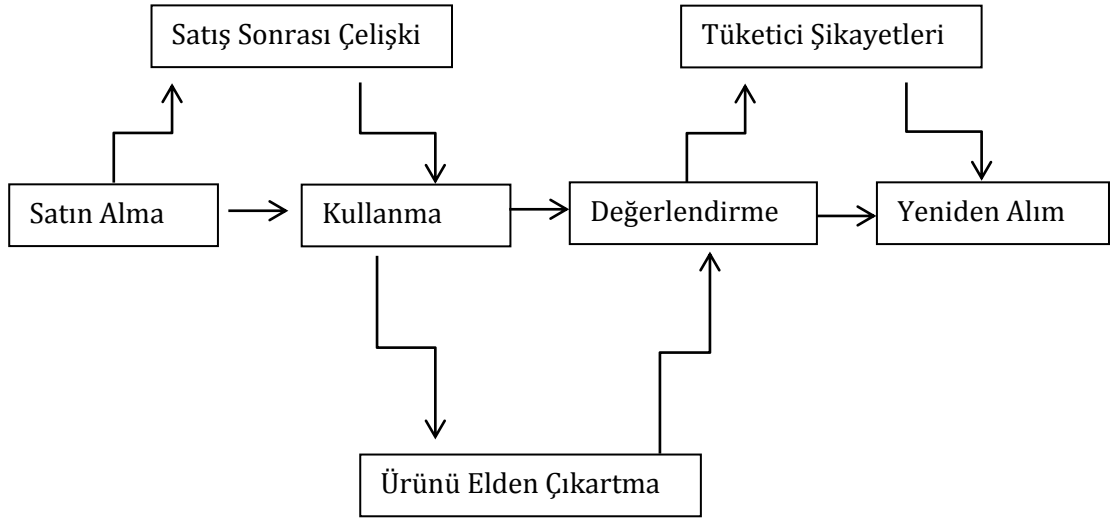 Satış Sonrası Çelişki
Tüketici Şikayetleri
Satın Alma
Kullanma
Değerlendirme
Yeniden Alım
Ürünü Elden Çıkartma